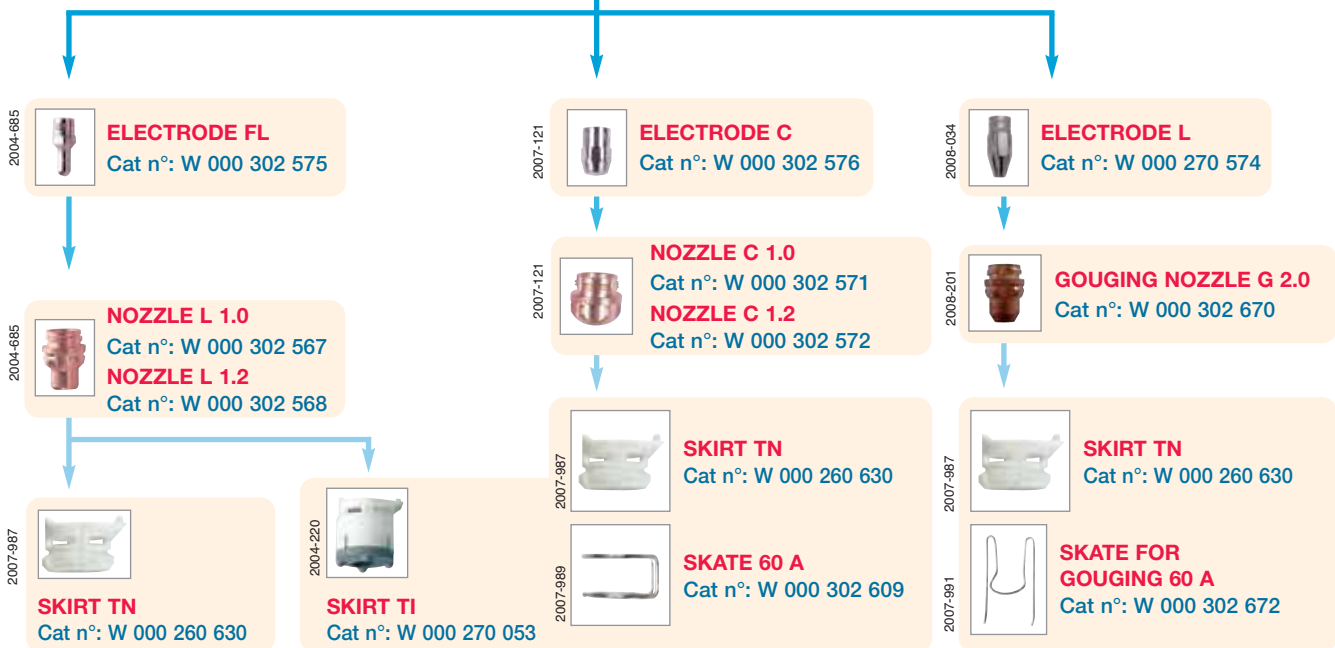 2004-685
ELECTRODE FL
Cat n°: W 000 302 575
2004-685
NOZZLE L 1.0
Cat n°: W 000 302 567
NOZZLE L 1.2
Cat n°: W 000 302 568
2007-987
SKIRT TN
Cat n°: W 000 260 630
2004-220
SKIRT TI
Cat n°: W 000 270 053
2007-121
ELECTRODE C
Cat n°: W 000 302 576
2007-121
NOZZLE C 1.0
Cat n°: W 000 302 571
NOZZLE C 1.2
Cat n°: W 000 302 572
2007-987
SKIRT TN
Cat n°: W 000 260 630
2007-989
SKATE 60 A
Cat n°: W 000 302 609
2008-034
ELECTRODE L
Cat n°: W 000 270 574
2008-201
GOUGING NOZZLE G 2.0
Cat n°: W 000 302 670
2007-987
SKIRT TN
Cat n°: W 000 260 630
2007-991
SKATE FOR
GOUGING 60 A
Cat n°: W 000 302 672